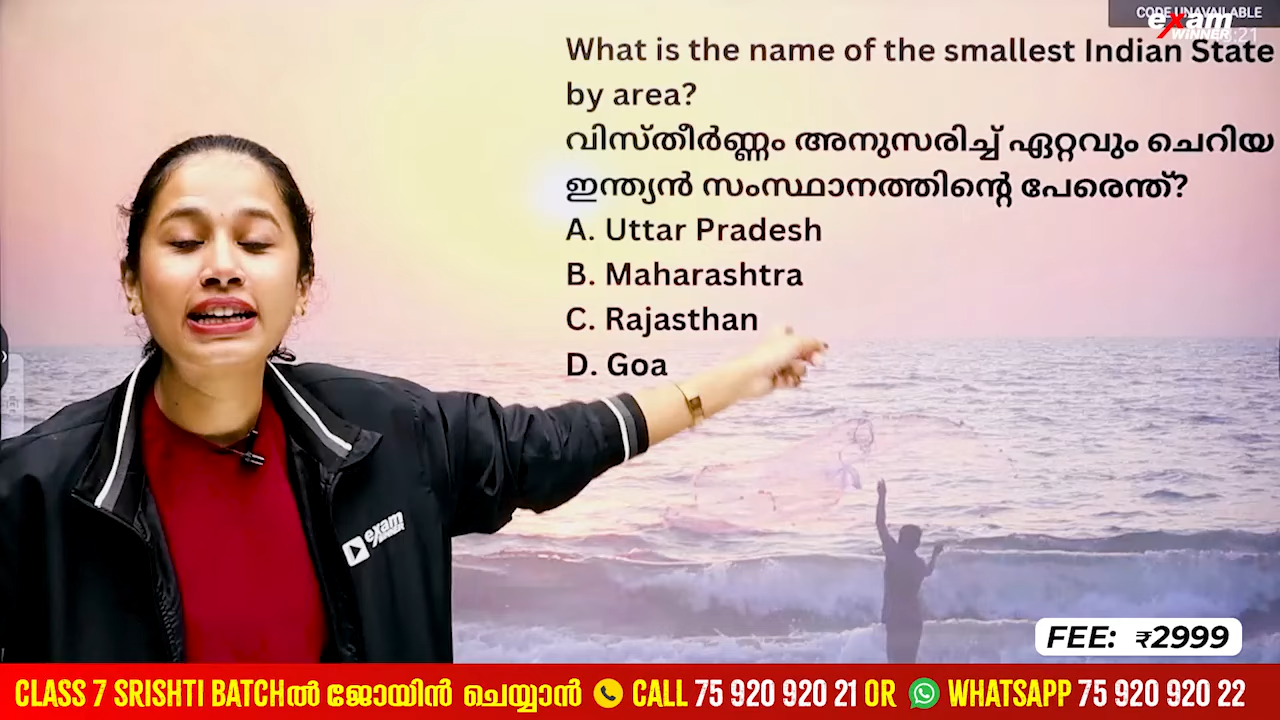 CODE UNAVAILABLE
exam
WINNER
What is the name of the smallest Indian State
by area?
വിസ്തീർണ്ണം അനുസരിച്ച് ഏറ്റവും ചെറിയ
ഇന്ത്യൻ സംസ്ഥാനത്തിന്റെ പേരെന്ത്?
A. Uttar Pradesh
B. Maharashtra
C. Rajasthan
D. Goa
exam
WINNER
FEE: ₹2999
CLASS 7 SRISHTI BATCHൽ ജോയിൻ ചെയ്യാൻ CALL 75 920 920 21 OR WHATSAPP 75 920 920 22